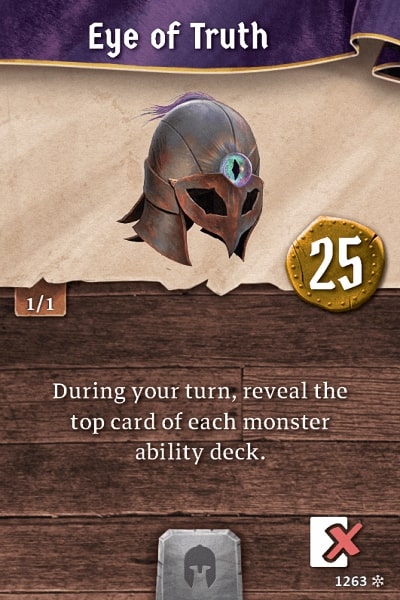 Eye of Truth
25
1/1
During your turn, reveal the
top card of each monster
ability deck.
1263 ✻